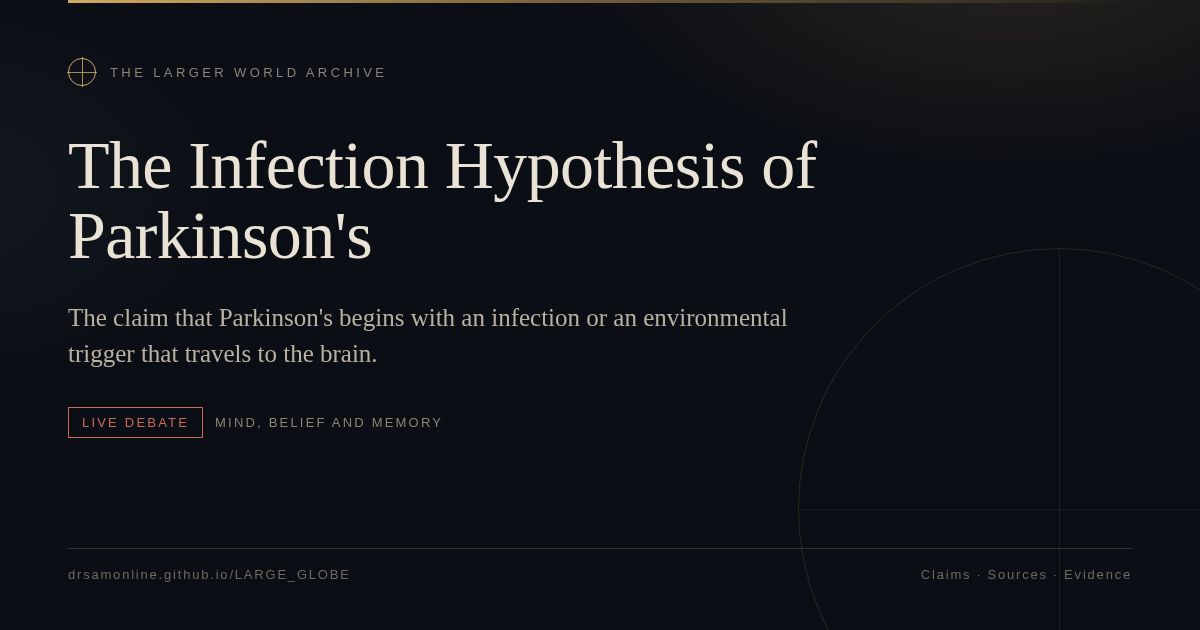 THE LARGER WORLD ARCHIVE
The Infection Hypothesis of
Parkinson's
The claim that Parkinson's begins with an infection or an environmental
trigger that travels to the brain.
LIVE DEBATE MIND, BELIEF AND MEMORY
drsamonline.github.io/LARGE_GLOBE Claims · Sources · Evidence